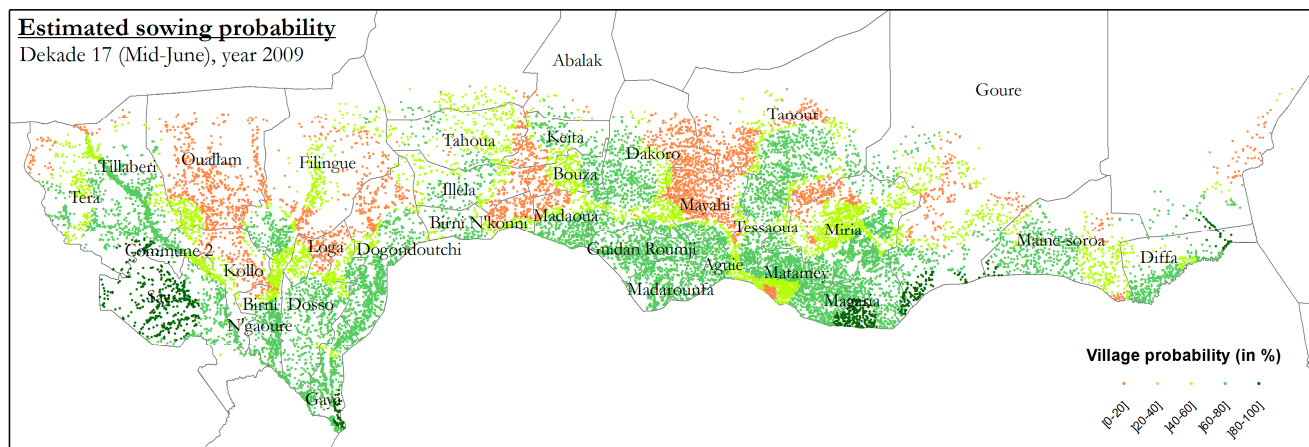 Estimated sowing probability
Dekade 17 (Mid-June), year 2009
Abalak
Goure
Tanout
Tahoua
Keita
Ouallam
Filingue
Dakoro
Tillaberi
Bouza
Tera
Illela
Mayahi
Madaoua
Birni N'konni
Tessaoua
Miria
Maine-soroa
Commune 2
Loga
Dogondoutchi
Guidan Roumji
Diffa
Kollo
Aguie
Matamey
Say
Madarounfa
Magaria
Birni
N'gaoure
Dosso
Gaya
Village probability (in %)
[0-20]
]20-40]
]40-60]
]60-80]
]80-100]